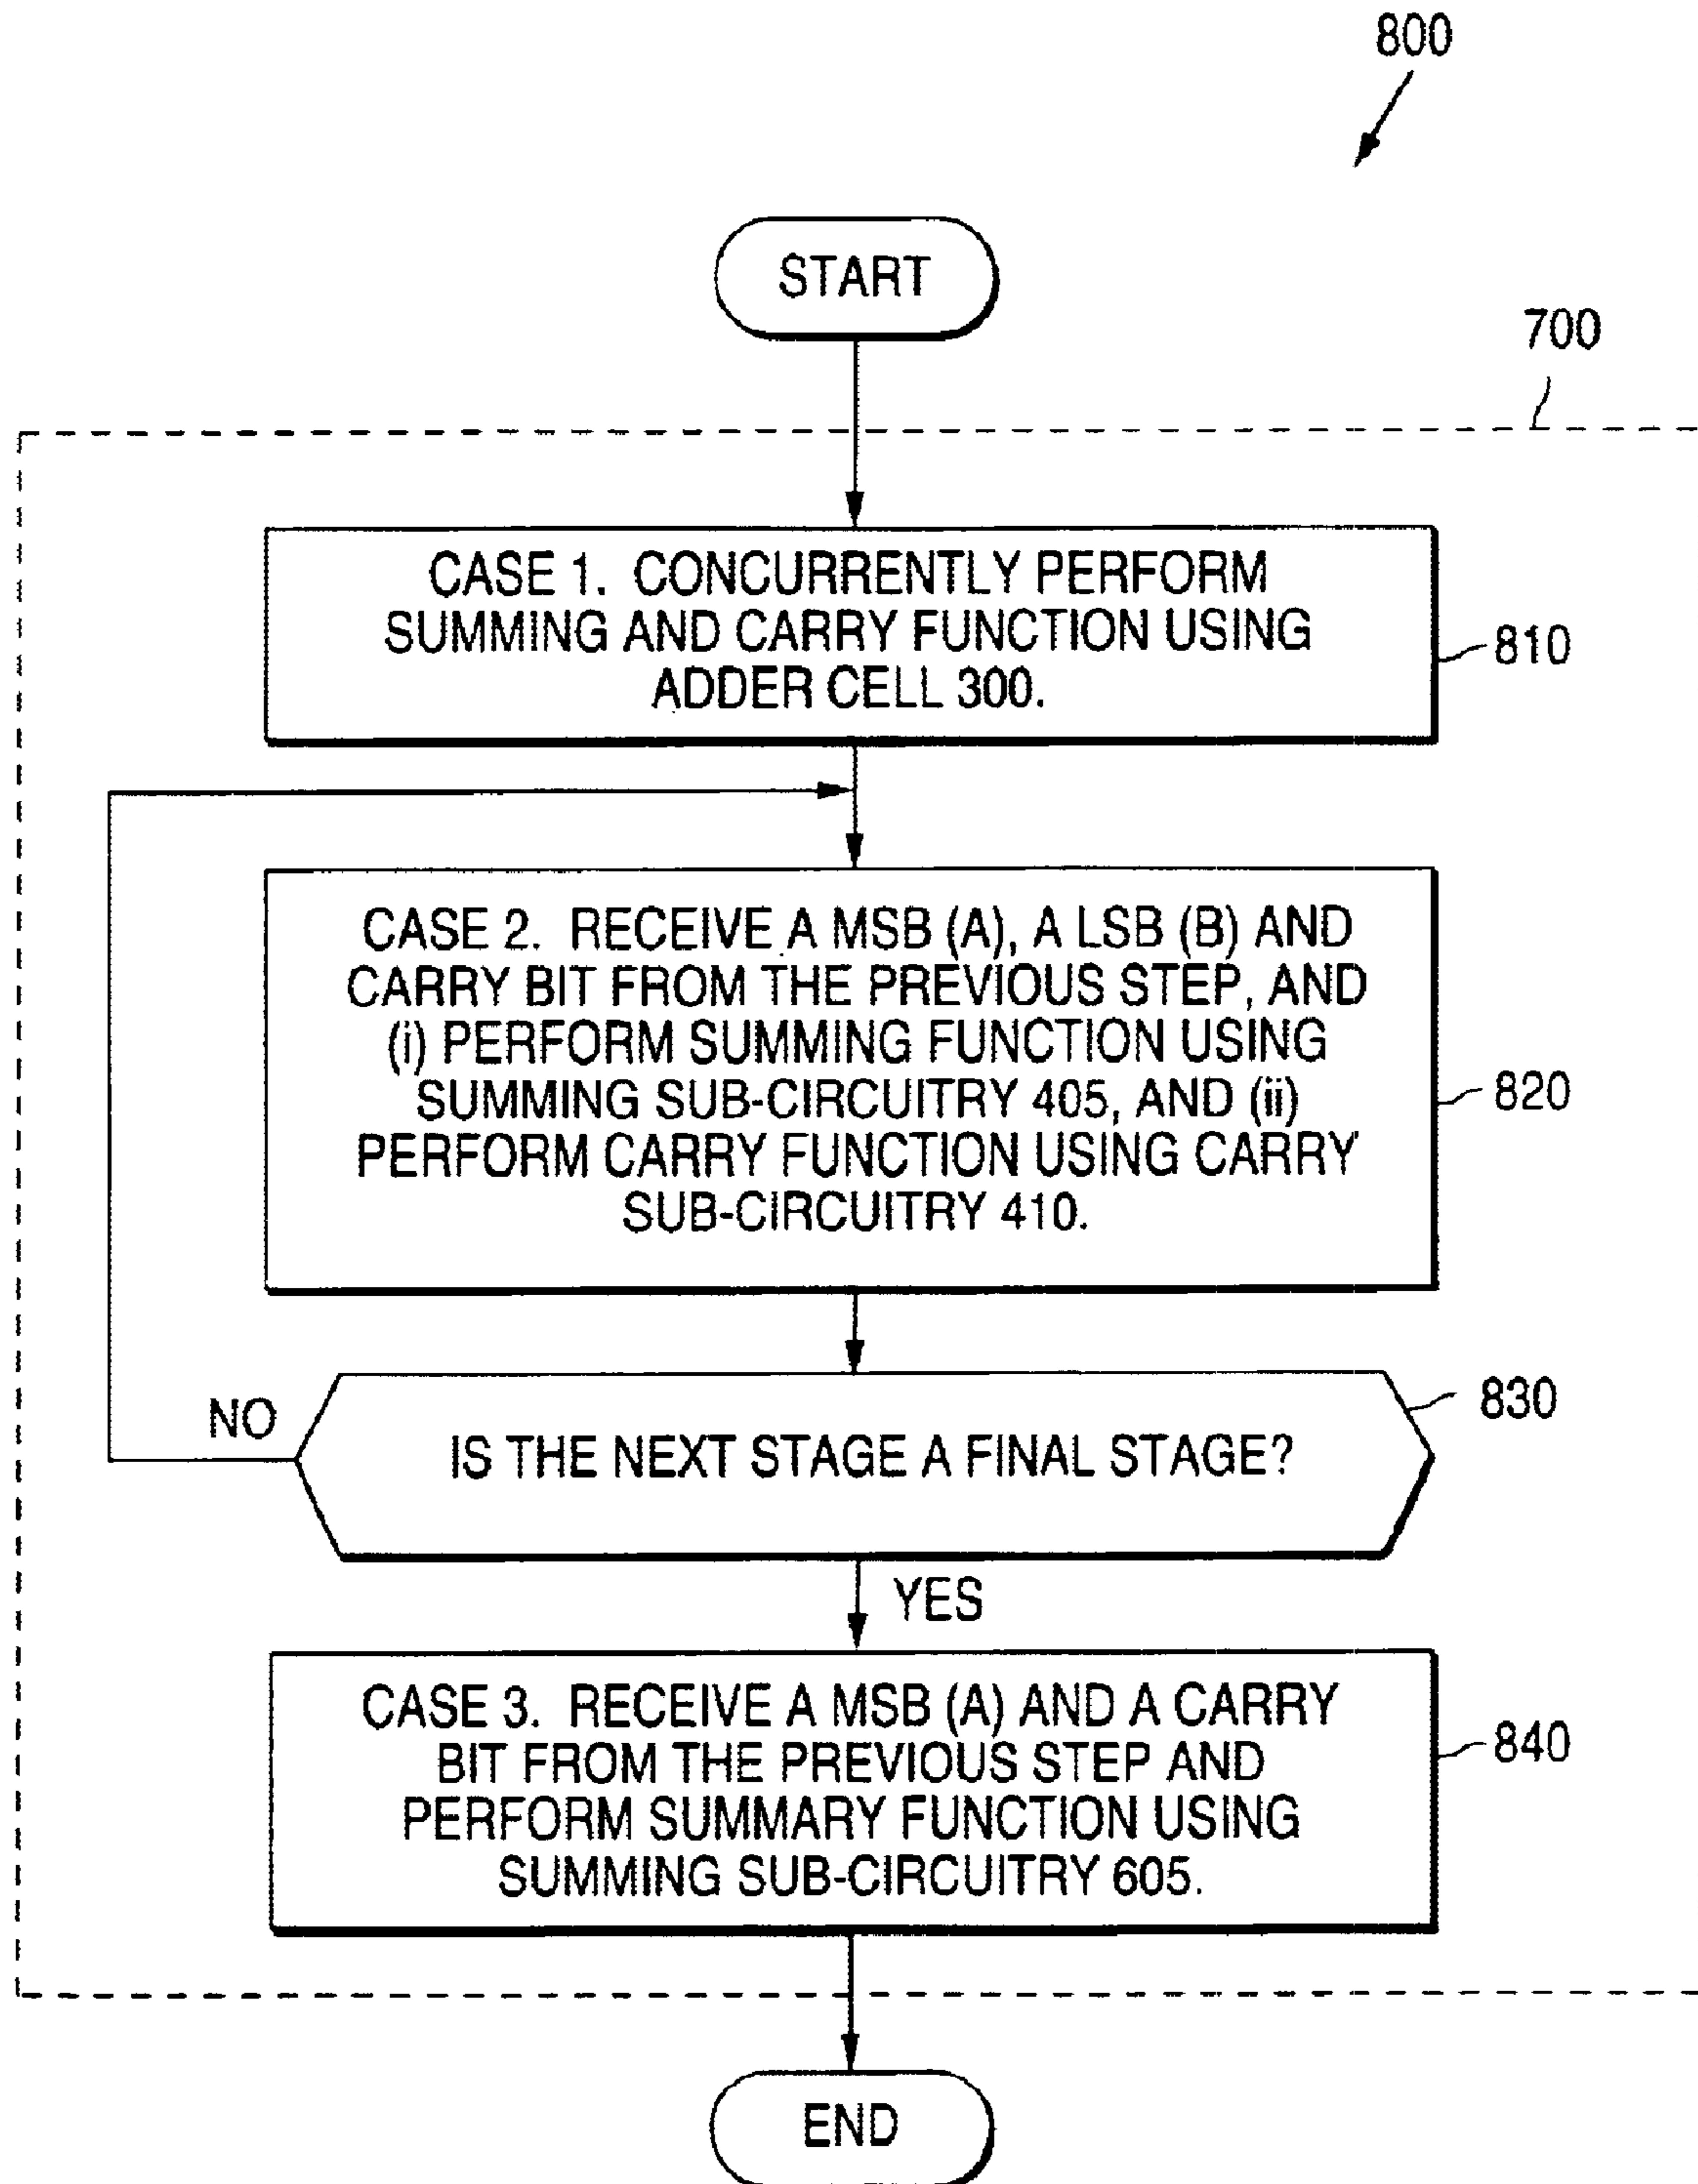 800
START
700
CASE 1. CONCURRENTLY PERFORM
SUMMING AND CARRY FUNCTION USING
ADDER CELL 300.
810
CASE 2. RECEIVE A MSB (A), A LSB (B) AND
CARRY BIT FROM THE PREVIOUS STEP, AND
(i) PERFORM SUMMING FUNCTION USING
SUMMING SUB-CIRCUITRY 405, AND (ii)
PERFORM CARRY FUNCTION USING CARRY
SUB-CIRCUITRY 410.
820
NO
IS THE NEXT STAGE A FINAL STAGE?
830
YES
CASE 3. RECEIVE A MSB (A) AND A CARRY
BIT FROM THE PREVIOUS STEP AND
PERFORM SUMMARY FUNCTION USING
SUMMING SUB-CIRCUITRY 605.
840
END